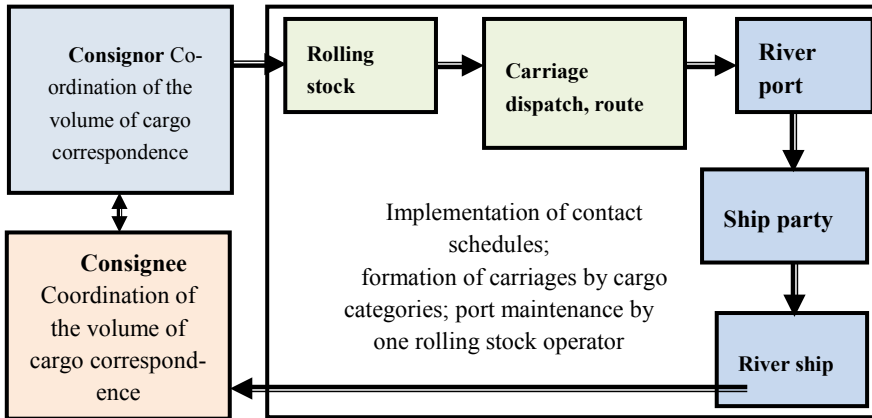 Consignor Co-
ordination of the
volume of cargo
correspondence
Rolling
stock
Carriage
dispatch, route
River
port
Ship party
River ship
Implementation of contact
schedules;
formation of carriages by cargo
categories; port maintenance by
one rolling stock operator
Consignee
Coordination of
the volume of
cargo correspond-
ence